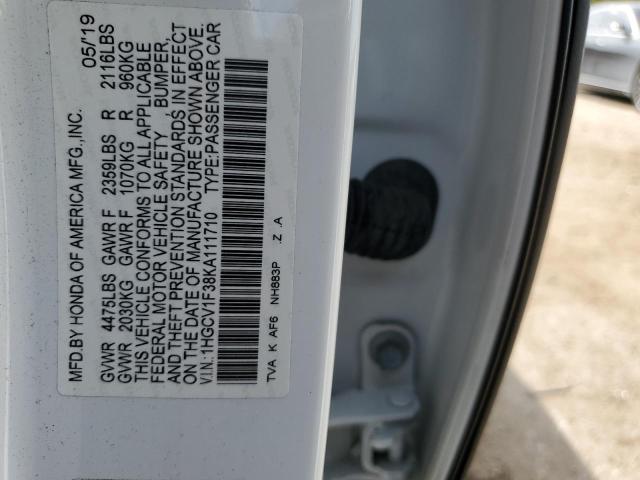 MFD.BY HONDA OF AMERICA MFG.,INC. 05/'19
GVWR 4475LBS GAWR F 2359LBS R 2116LBS
GVWR 2030KG GAWR F 1070KG R 960KG
THIS VEHICLE CONFORMS TO ALL APPLICABLE
FEDERAL MOTOR VEHICLE SAFETY, BUMPER,
AND THEFT PREVENTION STANDARDS IN EFFECT
ON THE DATE OF MANUFACTURE SHOWN ABOVE.
V.I.N.:1HGCV1F38KA111710 TYPE:PASSENGER CAR
TVA K AF6 NH883P .Z .A